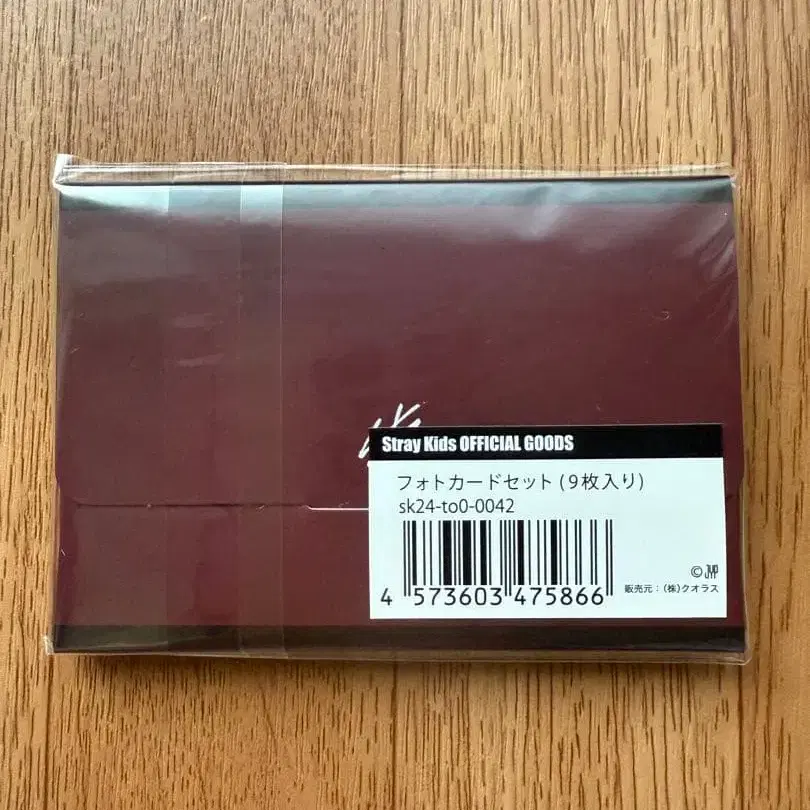 Stray Kids OFFICIAL GOODS
フォトカードセット(9枚入り)
sk24-to0-0042
4 573603 475866
© JYP
販売元:(株)クオラス